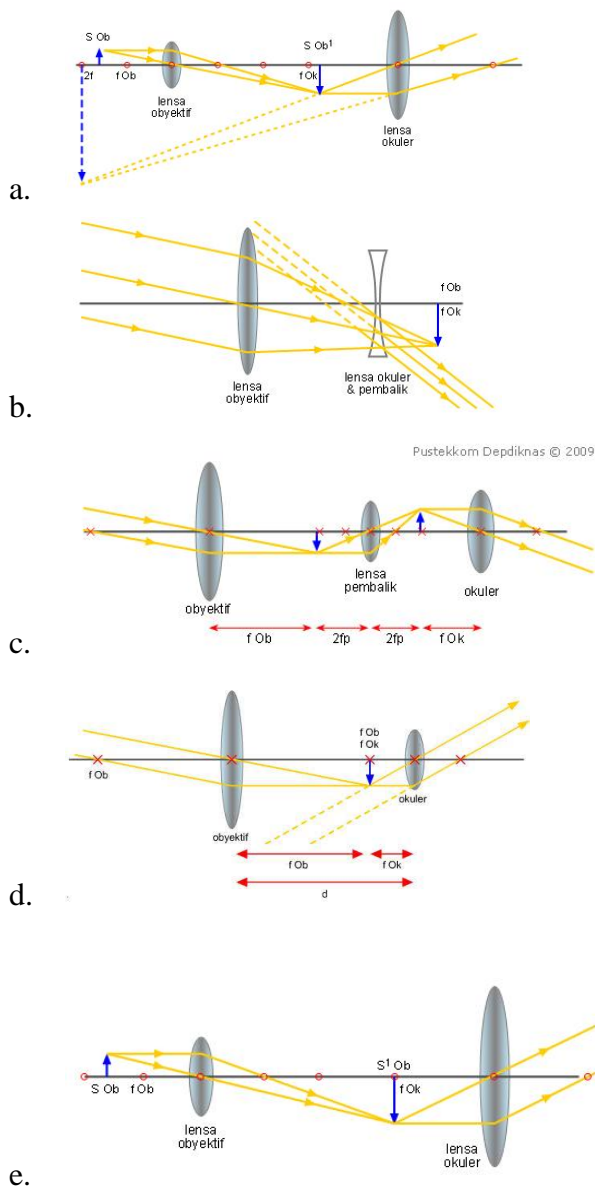 S Ob
S Ob¹
2f
f Ob
f Ok
lensa
obyektif
lensa
okuler
a.
f Ob
f Ok
lensa
obyektif
lensa okuler
& pembalik
b.
Pustekkom Depdiknas © 2009
obyektif
lensa
pembalik
okuler
f Ob
2fp
2fp
f Ok
c.
f Ob
f Ok
f Ob
okuler
obyektif
f Ob
f Ok
d
d.
S¹ Ob
S Ob
f Ob
f Ok
lensa
obyektif
lensa
okuler
e.